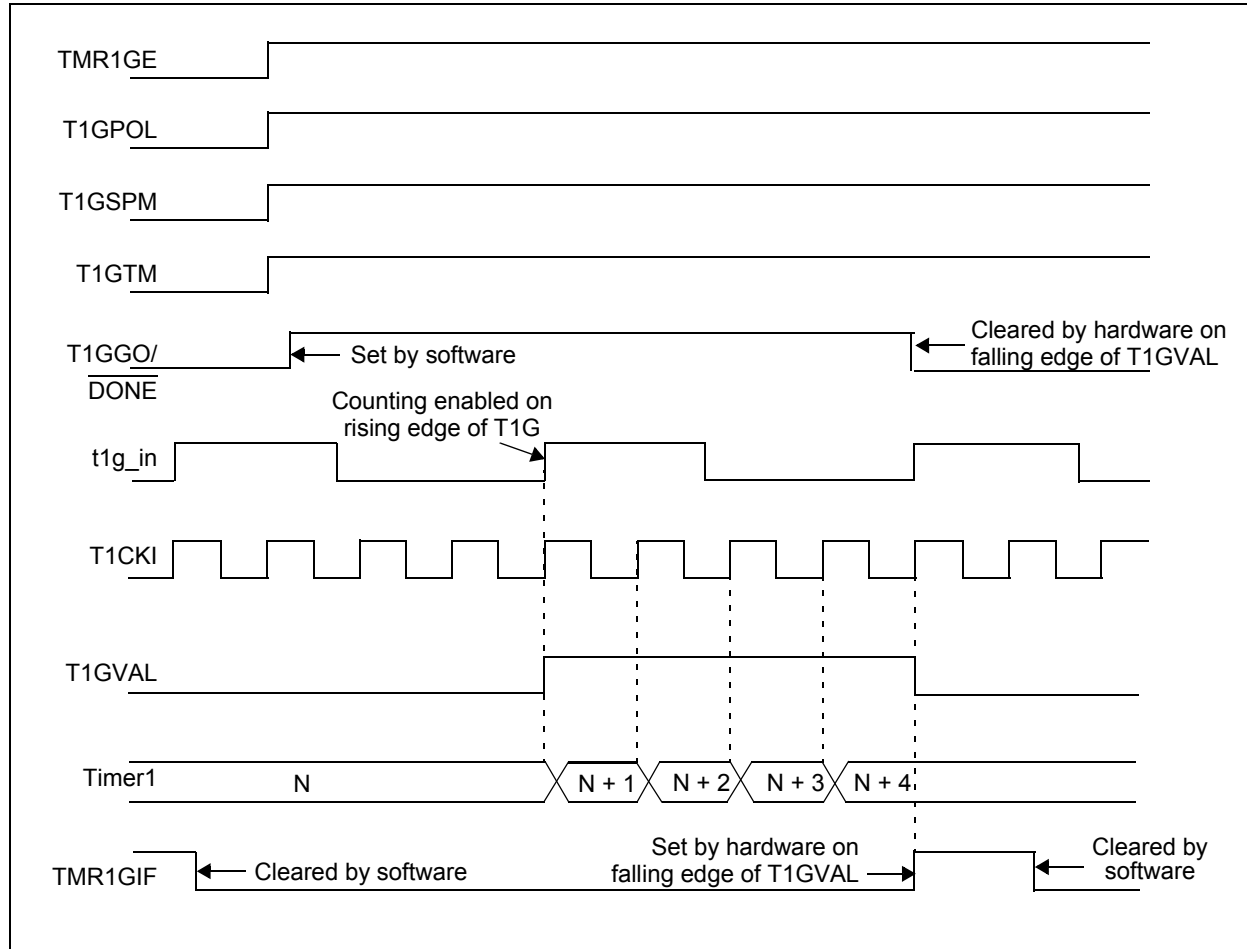 TMR1GE
T1GPOL
T1GSPM
T1GTM
T1GGO/
DONE
Set by software
Cleared by hardware on
falling edge of T1GVAL
Counting enabled on
rising edge of T1G
t1g_in
T1CKI
T1GVAL
Timer1
N
N + 1
N + 2
N + 3
N + 4
TMR1GIF
Cleared by software
Set by hardware on
falling edge of T1GVAL
Cleared by
software